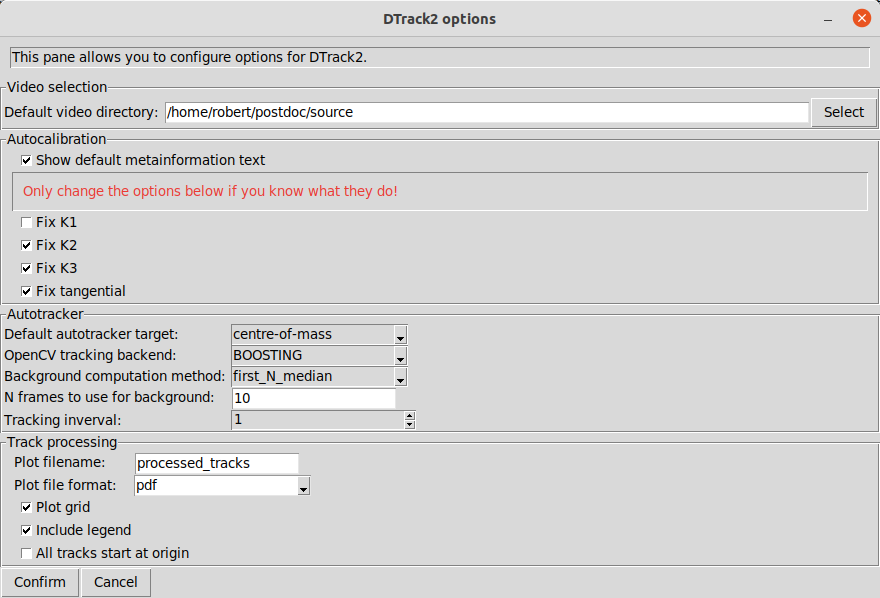 DTrack2 options
This pane allows you to configure options for DTrack2.
Video selection
Default video directory: /home/robert/postdoc/source Select
Autocalibration
Show default metainformation text
Only change the options below if you know what they do!
Fix K1
Fix K2
Fix K3
Fix tangential
Autotracker
Default autotracker target: centre-of-mass
OpenCV tracking backend: BOOSTING
Background computation method: first_N_median
N frames to use for background: 10
Tracking inverval: 1
Track processing
Plot filename: processed_tracks
Plot file format: pdf
Plot grid
Include legend
All tracks start at origin
Confirm Cancel